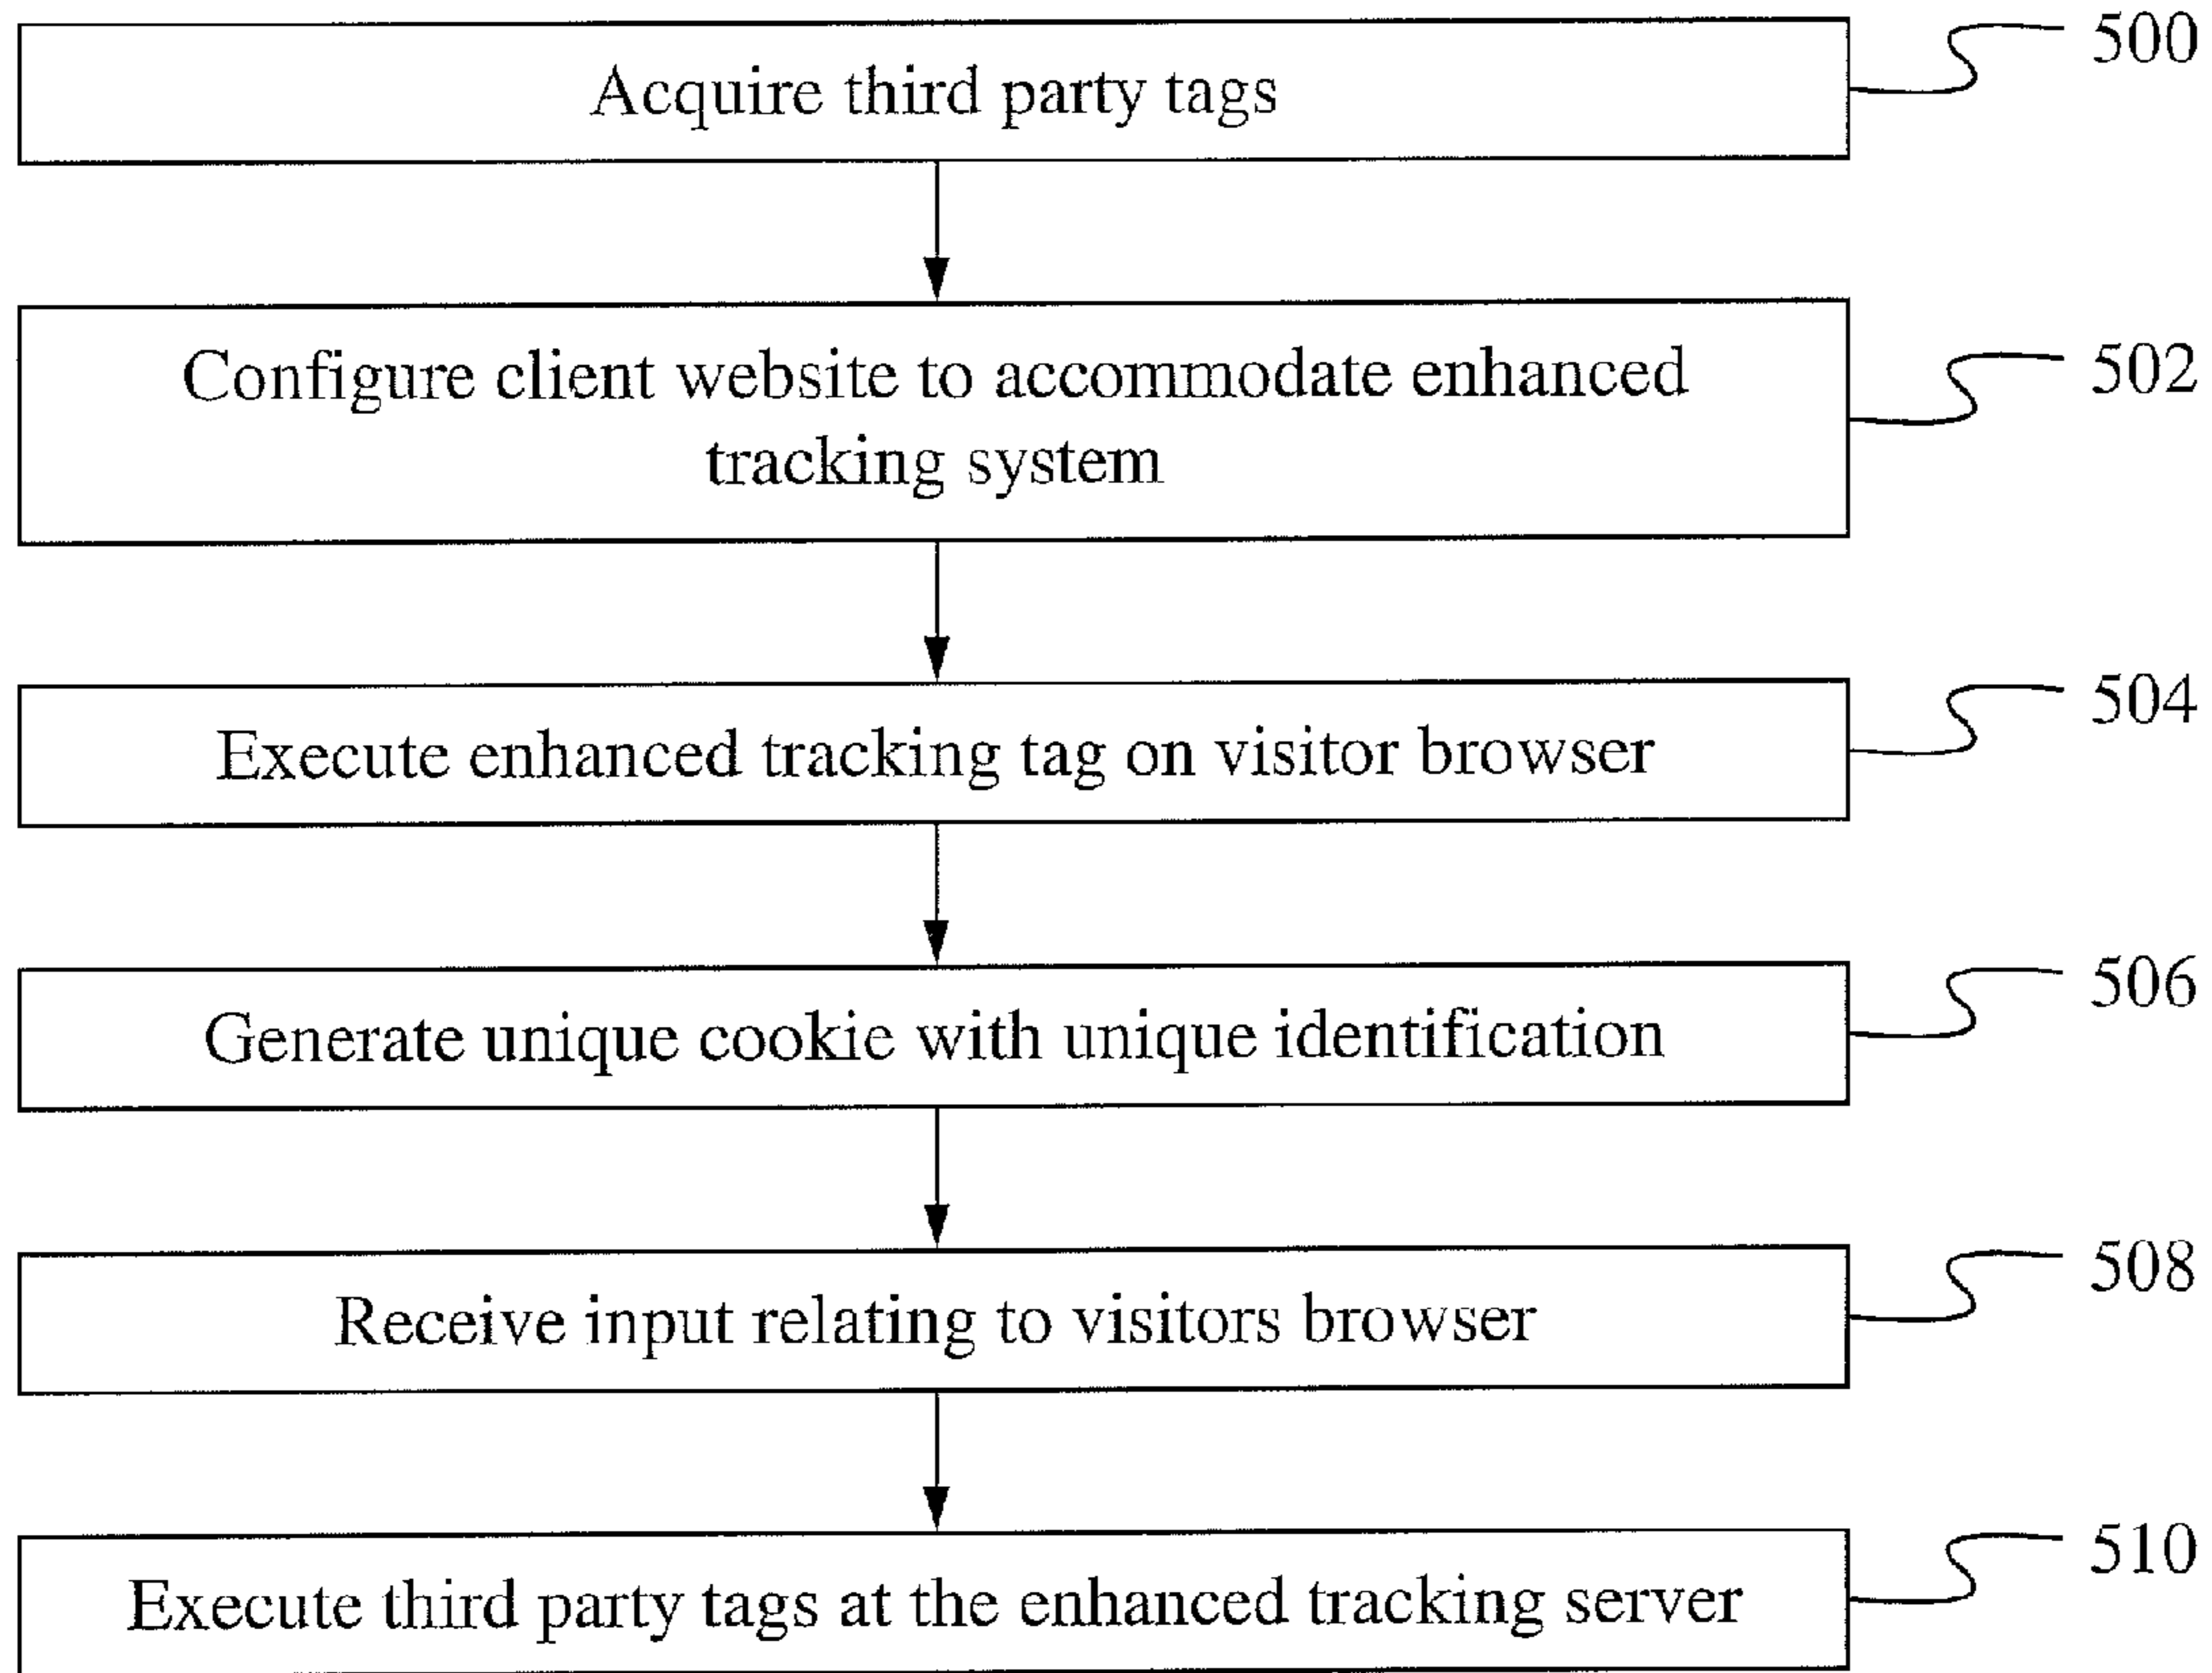 Acquire third party tags
500
Configure client website to accommodate enhanced
tracking system
502
Execute enhanced tracking tag on visitor browser
504
Generate unique cookie with unique identification
506
Receive input relating to visitors browser
508
Execute third party tags at the enhanced tracking server
510